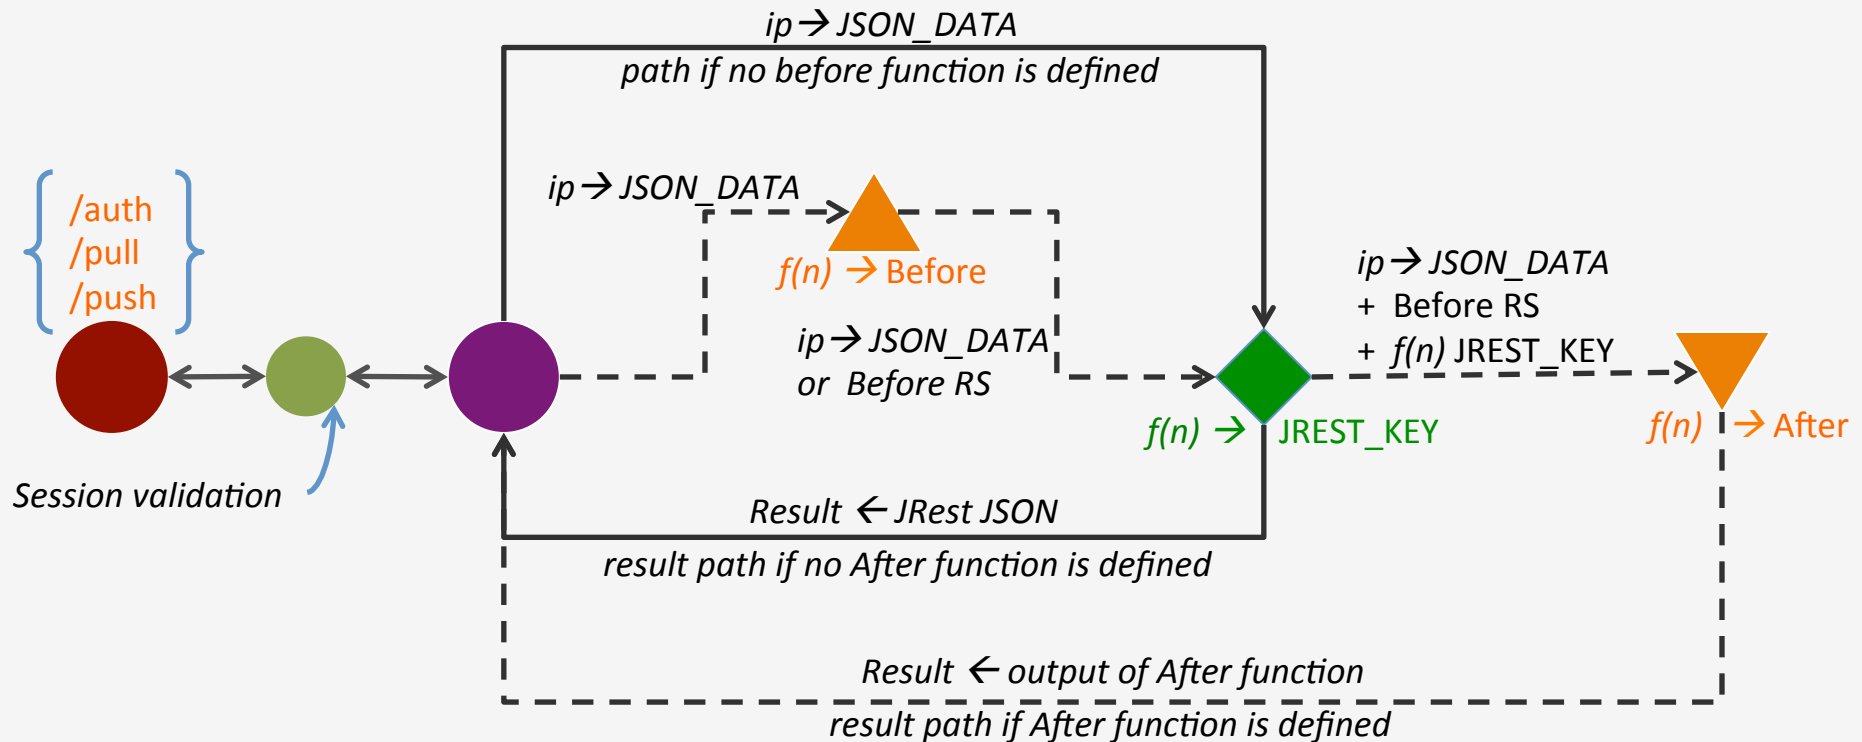 ip → JSON_DATA
path if no before function is defined
/auth
/pull
/push
ip → JSON_DATA
f(n) → Before
ip → JSON_DATA
or Before RS
ip → JSON_DATA
+ Before RS
+ f(n) JREST_KEY
f(n) → JREST_KEY
f(n) → After
Session validation
Result ← JRest JSON
result path if no After function is defined
Result ← output of After function
result path if After function is defined